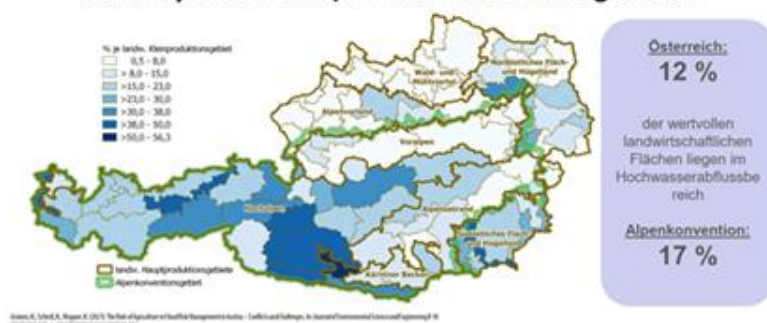 % je landw. Kleinproduktionsgebiet
0,5 - 8,0
> 8,0 - 15,0
>15,0 - 23,0
>23,0 - 30,0
>30,0 - 38,0
>38,0 - 50,0
>50,0 - 56,3
Wald- und
Mühlviertel
Nordöstliches Flach-
und Hügelland
Alpenvorland
Voralpen
Hochalpen
Alpenostrand
Südöstliches Flach-
und Hügelland
Kärntner Becken
landw. Hauptproduktionsgebiete
Alpenkonventionsgebiet
Österreich:
12 %
der wertvollen
landwirtschaftlichen
Flächen liegen im
Hochwasserabflussbe
reich
Alpenkonvention:
17 %